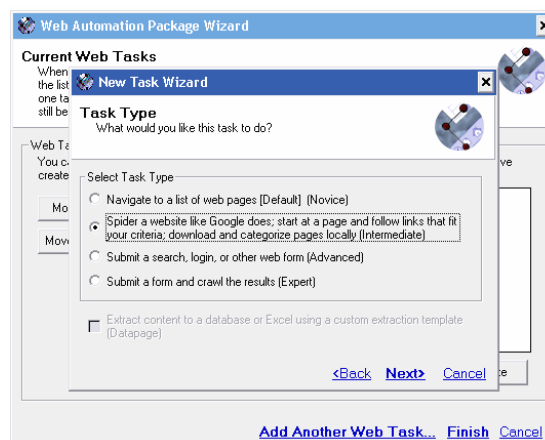 Web Automation Package Wizard
Current Web Tasks
When
the list
one ta
still be
New Task Wizard
Task Type
What would you like this task to do?
Web Ta
You ca
create
ve
Mo
Move
Select Task Type
Navigate to a list of web pages [Default] (Novice)
Spider a website like Google does; start at a page and follow links that fit
your criteria; download and categorize pages locally (Intermediate)
Submit a search, login, or other web form (Advanced)
Submit a form and crawl the results (Expert)
Extract content to a database or Excel using a custom extraction template
(Datapage)
<Back Next> Cancel
Add Another Web Task... Finish Cancel